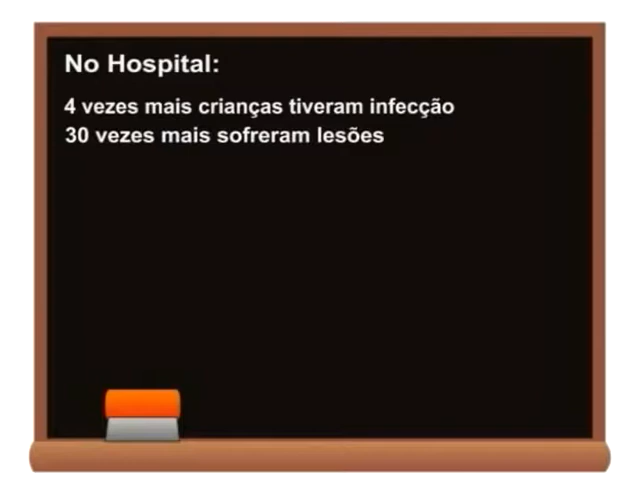 No Hospital:
4 vezes mais crianças tiveram infecção
30 vezes mais sofreram lesões